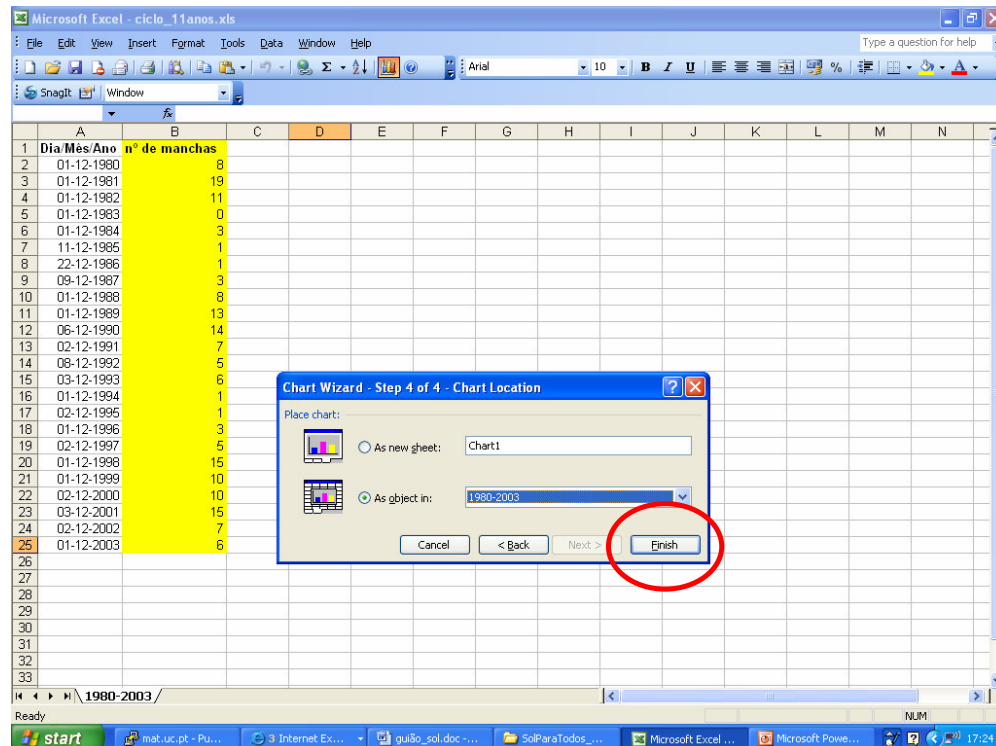 Microsoft Excel - ciclo_11anos.xls
File Edit View Insert Format Tools Data Window Help Type a question for help
Arial 10 B I U %
SnagIt Window
fx
A B C D E F G H I J K L M N
1 Dia/Mês/Ano nº de manchas
2 01-12-1980 8
3 01-12-1981 19
4 01-12-1982 11
5 01-12-1983 0
6 01-12-1984 3
7 11-12-1985 1
8 22-12-1986 1
9 09-12-1987 3
10 01-12-1988 8
11 01-12-1989 13
12 06-12-1990 14
13 02-12-1991 7
14 08-12-1992 5
15 03-12-1993 6
16 01-12-1994 1
17 02-12-1995 1
18 01-12-1996 3
19 02-12-1997 5
20 01-12-1998 15
21 01-12-1999 10
22 02-12-2000 10
23 03-12-2001 15
24 02-12-2002 7
25 01-12-2003 6
26
27
28
29
30
31
32
33
Chart Wizard - Step 4 of 4 - Chart Location
Place chart:
As new sheet: Chart1
As object in: 1980-2003
Cancel < Back Next > Finish
1980-2003
Ready NUM
start mat.uc.pt - Pu... 3 Internet Ex... guião_sol.doc -... SolParaTodos_... Microsoft Excel ... Microsoft Powe... 17:24